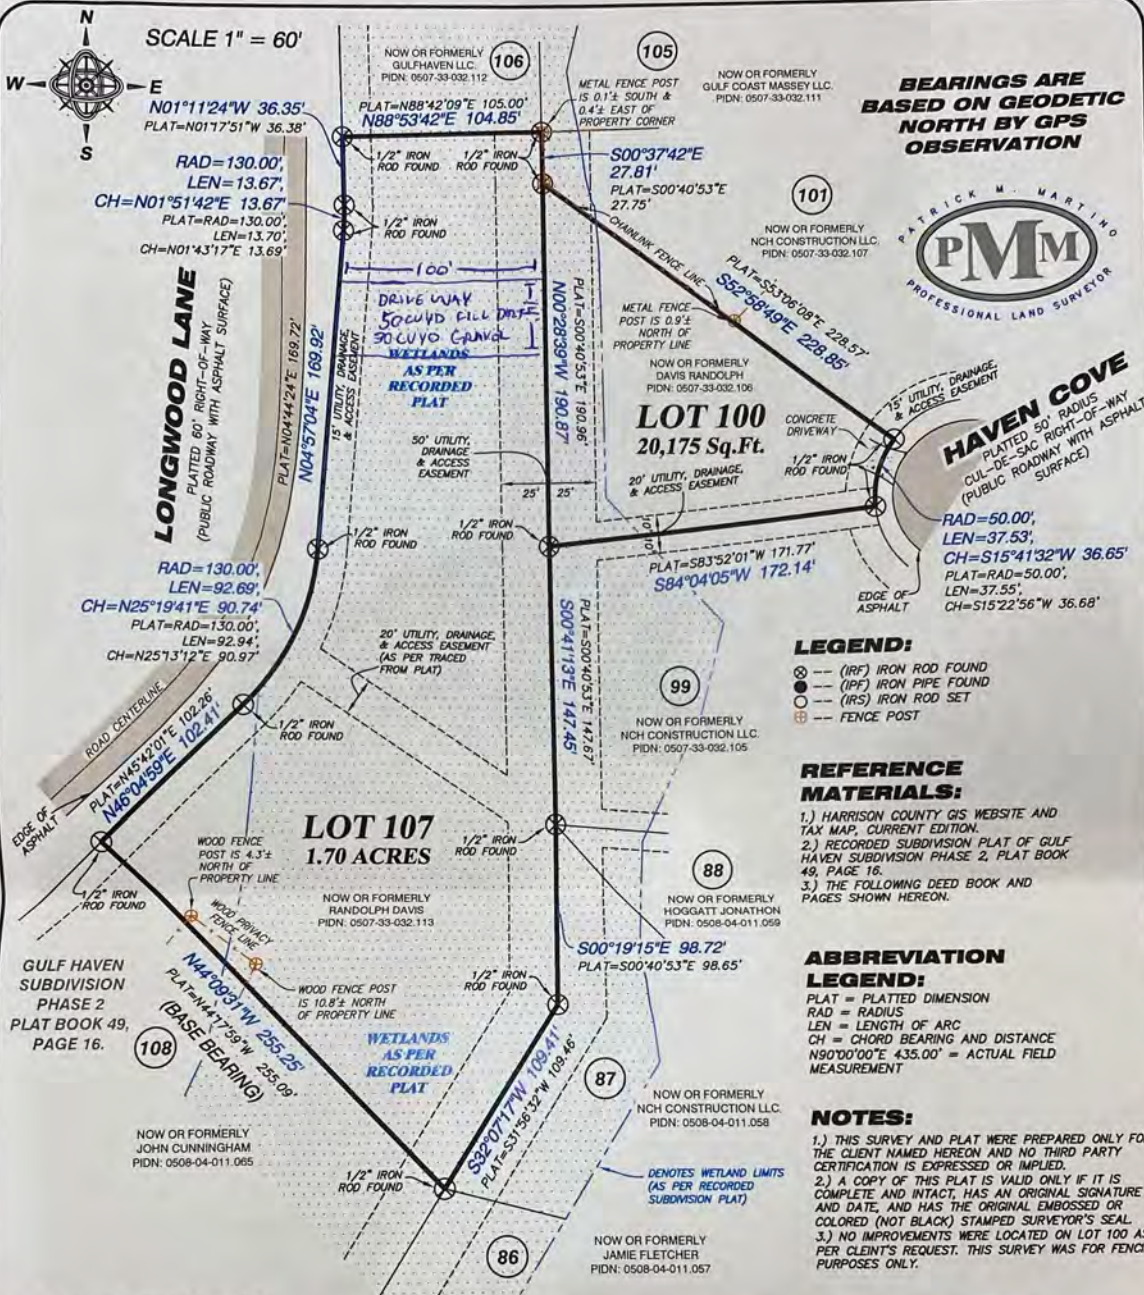 N
W
E
S
SCALE 1" = 60'
NOW OR FORMERLY
GULFHAVEN LLC.
PIDN: 0507-33-032.112
106
105
METAL FENCE POST
IS 0.1'± SOUTH &
0.4'± EAST OF
PROPERTY CORNER
NOW OR FORMERLY
GULF COAST MASSEY LLC.
PIDN: 0507-33-032.111
BEARINGS ARE
BASED ON GEODETIC
NORTH BY GPS
OBSERVATION
PATRICK M. MARTINO
PMM
PROFESSIONAL LAND SURVEYOR
N01°11'24"W 36.35'
PLAT=N01°17'51"W 36.38'
PLAT=N88°42'09"E 105.00'
N88°53'42"E 104.85'
1/2" IRON
ROD FOUND
1/2" IRON
ROD FOUND
S00°37'42"E
27.81'
PLAT=S00°40'53"E
27.75'
RAD=130.00',
LEN=13.67',
CH=N01°51'42"E 13.67'
PLAT=RAD=130.00',
LEN=13.70',
CH=N01°43'17"E 13.69'
1/2" IRON
ROD FOUND
101
NOW OR FORMERLY
NCH CONSTRUCTION LLC.
PIDN: 0507-33-032.107
CHAINLINK FENCE LINE
PLAT=S53°06'08"E 228.57'
S52°58'49"E 228.85'
METAL FENCE
POST IS 0.9'±
NORTH OF
PROPERTY LINE
LONGWOOD LANE
PLATTED 60' RIGHT-OF-WAY
(PUBLIC ROADWAY WITH ASPHALT SURFACE)
PLAT=N04°44'24"E 169.72'
N04°57'04"E 169.92'
15' UTILITY, DRAINAGE,
& ACCESS EASEMENT
100'
DRIVE WAY
50CUYD FILL DIRT
50CUYD GRAVOL
WETLANDS
AS PER
RECORDED
PLAT
N00°28'39"W 190.87'
PLAT=S00°40'53"E 190.96'
NOW OR FORMERLY
DAVIS RANDOLPH
PIDN: 0507-33-032.106
LOT 100
20,175 Sq.Ft.
CONCRETE
DRIVEWAY
1/2" IRON
ROD FOUND
15' UTILITY, DRAINAGE,
& ACCESS EASEMENT
HAVEN COVE
PLATTED 50' RADIUS
CUL-DE-SAC RIGHT-OF-WAY
(PUBLIC ROADWAY WITH ASPHALT
SURFACE)
50' UTILITY,
DRAINAGE
& ACCESS
EASEMENT
25'
25'
20' UTILITY, DRAINAGE,
& ACCESS EASEMENT
10'
10'
1/2" IRON
ROD FOUND
1/2" IRON
ROD FOUND
PLAT=S83°52'01"W 171.77'
S84°04'05"W 172.14'
RAD=50.00',
LEN=37.53',
CH=S15°41'32"W 36.65'
PLAT=RAD=50.00',
LEN=37.55',
CH=S15°22'56"W 36.68'
EDGE OF
ASPHALT
RAD=130.00',
LEN=92.69',
CH=N25°19'41"E 90.74'
PLAT=RAD=130.00',
LEN=92.94',
CH=N25°13'12"E 90.97'
20' UTILITY, DRAINAGE,
& ACCESS EASEMENT
(AS PER TRACED
FROM PLAT)
S00°41'13"E 147.45'
PLAT=S00°40'53"E 147.67'
99
NOW OR FORMERLY
NCH CONSTRUCTION LLC.
PIDN: 0507-33-032.105
LEGEND:
-- (IRF) IRON ROD FOUND
-- (IPF) IRON PIPE FOUND
-- (IRS) IRON ROD SET
-- FENCE POST
ROAD CENTERLINE
PLAT=N45°42'01"E 102.26'
N46°04'59"E 102.41'
1/2" IRON
ROD FOUND
EDGE OF
ASPHALT
REFERENCE
MATERIALS:
1.) HARRISON COUNTY GIS WEBSITE AND
TAX MAP, CURRENT EDITION.
2.) RECORDED SUBDIVISION PLAT OF GULF
HAVEN SUBDIVISION PHASE 2, PLAT BOOK
49, PAGE 16.
3.) THE FOLLOWING DEED BOOK AND
PAGES SHOWN HEREON.
WOOD FENCE
POST IS 4.3'±
NORTH OF
PROPERTY LINE
LOT 107
1.70 ACRES
1/2" IRON
ROD FOUND
1/2" IRON
ROD FOUND
WOOD PRIVACY
FENCE LINE
NOW OR FORMERLY
RANDOLPH DAVIS
PIDN: 0507-33-032.113
88
NOW OR FORMERLY
HOGGATT JONATHON
PIDN: 0508-04-011.059
S00°19'15"E 98.72'
PLAT=S00°40'53"E 98.65'
GULF HAVEN
SUBDIVISION
PHASE 2
PLAT BOOK 49,
PAGE 16.
108
N44°09'31"W 255.25'
PLAT=N44°17'59"W 255.09'
(BASE BEARING)
WOOD FENCE POST
IS 10.8'± NORTH
OF PROPERTY LINE
1/2" IRON
ROD FOUND
ABBREVIATION
LEGEND:
PLAT = PLATTED DIMENSION
RAD = RADIUS
LEN = LENGTH OF ARC
CH = CHORD BEARING AND DISTANCE
N90°00'00"E 435.00' = ACTUAL FIELD
MEASUREMENT
WETLANDS
AS PER
RECORDED
PLAT
S32°07'17"W 109.41'
PLAT=S31°56'32"W 109.46'
87
NOW OR FORMERLY
NCH CONSTRUCTION LLC.
PIDN: 0508-04-011.058
NOW OR FORMERLY
JOHN CUNNINGHAM
PIDN: 0508-04-011.065
1/2" IRON
ROD FOUND
DENOTES WETLAND LIMITS
(AS PER RECORDED
SUBDIVISION PLAT)
86
NOW OR FORMERLY
JAMIE FLETCHER
PIDN: 0508-04-011.057
NOTES:
1.) THIS SURVEY AND PLAT WERE PREPARED ONLY FO
THE CLIENT NAMED HEREON AND NO THIRD PARTY
CERTIFICATION IS EXPRESSED OR IMPLIED.
2.) A COPY OF THIS PLAT IS VALID ONLY IF IT IS
COMPLETE AND INTACT, HAS AN ORIGINAL SIGNATURE
AND DATE, AND HAS THE ORIGINAL EMBOSSED OR
COLORED (NOT BLACK) STAMPED SURVEYOR'S SEAL.
3.) NO IMPROVEMENTS WERE LOCATED ON LOT 100 AS
PER CLEINT'S REQUEST. THIS SURVEY WAS FOR FENCE
PURPOSES ONLY.